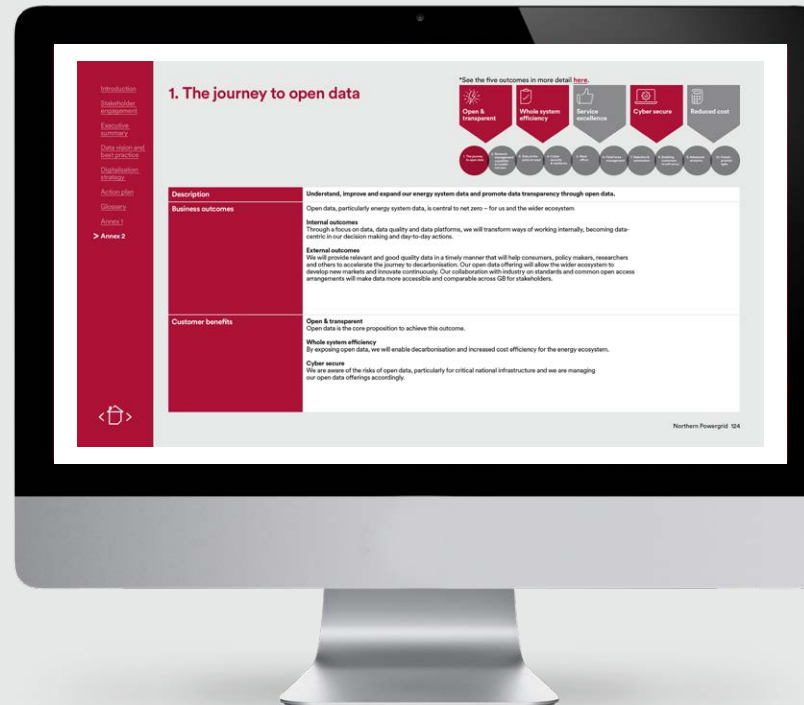 Introduction
Stakeholder
engagement
Executive
summary
Data vision and
best practice
Digitalisation
strategy
Action plan
Glossary
Annex 1
> Annex 2
1. The journey to open data
*See the five outcomes in more detail here.
Open &
transparent
Whole system
efficiency
Service
excellence
Cyber secure
Reduced cost
1. The journey
to open data
Description
Understand, improve and expand our energy system data and promote data transparency through open data.
Business outcomes
Open data, particularly energy system data, is central to net zero – for us and the wider ecosystem
Internal outcomes
Through a focus on data, data quality and data platforms, we will transform ways of working internally, becoming data-
centric in our decision making and day-to-day actions.
External outcomes
We will provide relevant and good quality data in a timely manner that will help consumers, policy makers, researchers
and others to accelerate the journey to decarbonisation. Our open data offering will allow the wider ecosystem to
develop new markets and innovate continuously. Our collaboration with industry on standards and common open access
arrangements will make data more accessible and comparable across GB for stakeholders.
Customer benefits
Open & transparent
Open data is the core proposition to achieve this outcome.
Whole system efficiency
By exposing open data, we will enable decarbonisation and increased cost efficiency for the energy ecosystem.
Cyber secure
We are aware of the risks of open data, particularly for critical national infrastructure and we are managing
our open data offerings accordingly.
Northern Powergrid 124